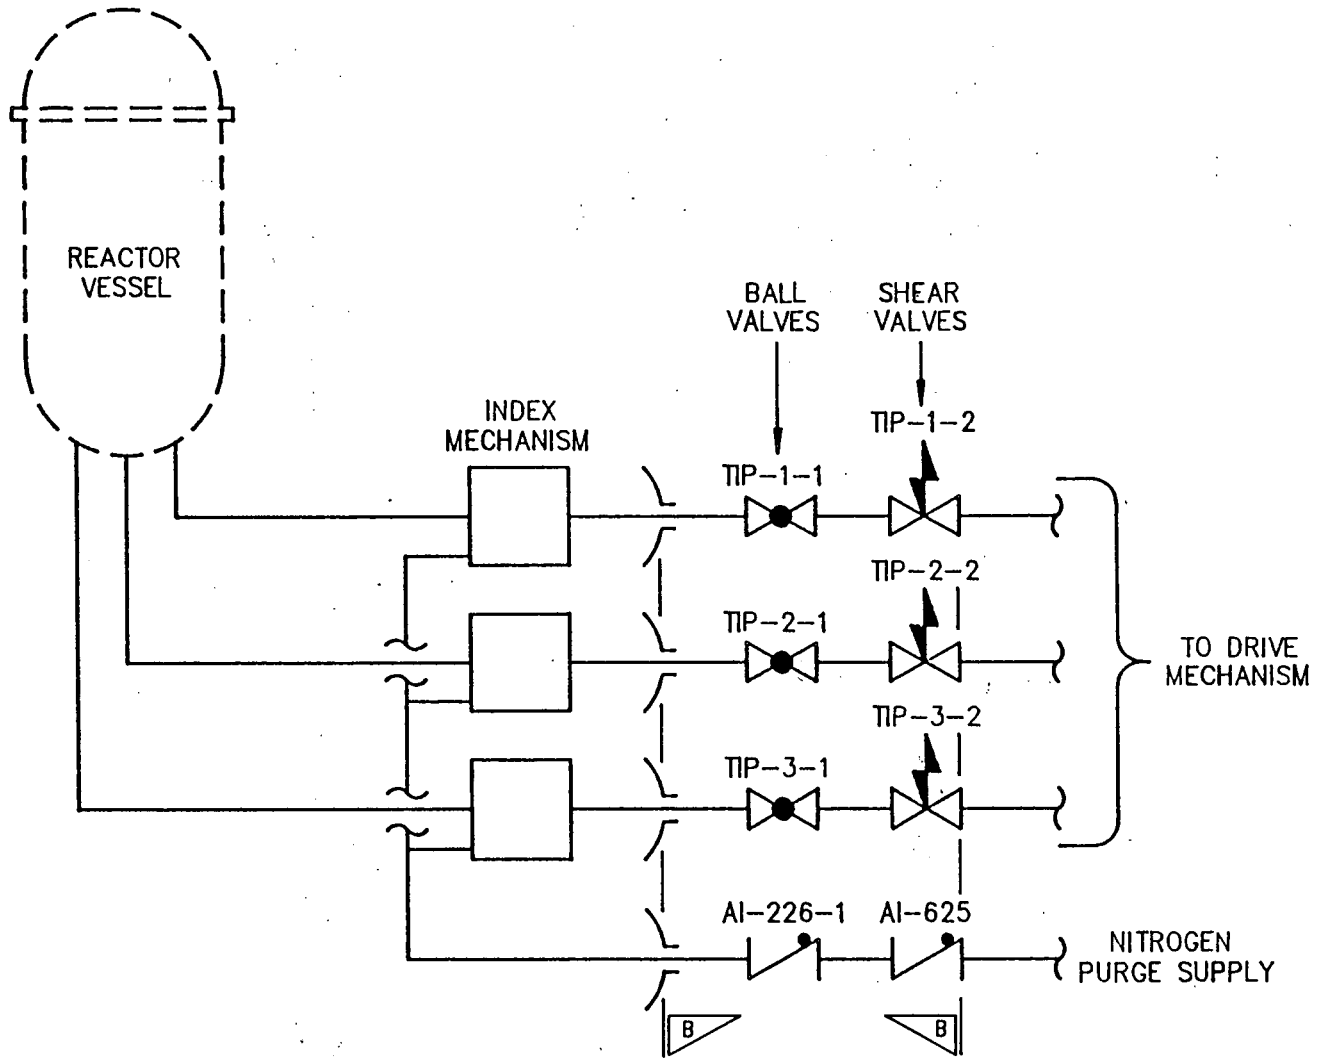 REACTOR
VESSEL
BALL
VALVES
SHEAR
VALVES
INDEX
MECHANISM
TIP-1-2
TIP-1-1
TIP-2-2
TIP-2-1
TO DRIVE
MECHANISM
TIP-3-2
TIP-3-1
AI-226-1
AI-625
NITROGEN
PURGE SUPPLY
B
B